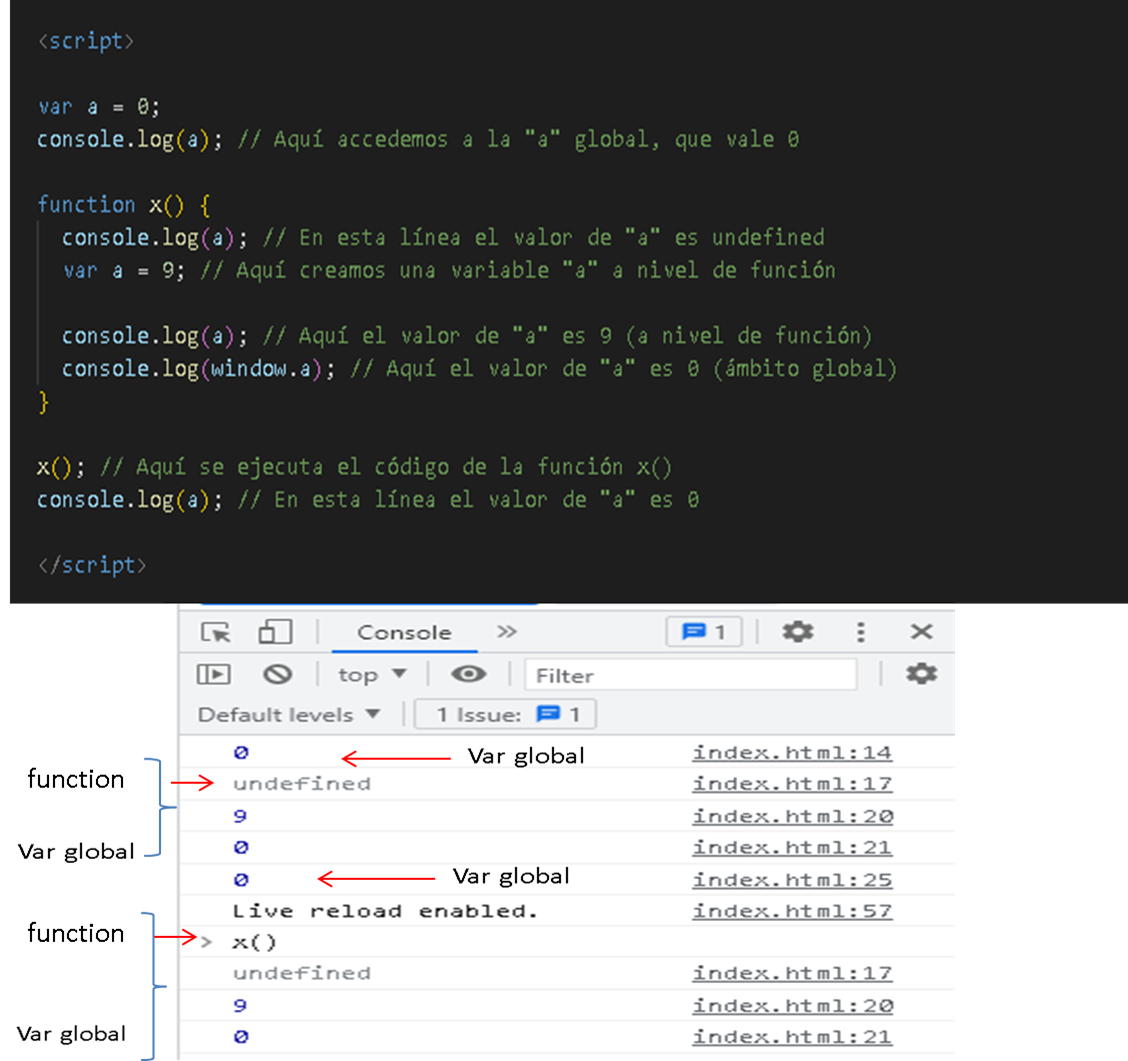 <script>
var a = 0;
console.log(a); // Aquí accedemos a la "a" global, que vale 0
function x() {
console.log(a); // En esta línea el valor de "a" es undefined
var a = 9; // Aquí creamos una variable "a" a nivel de función
console.log(a); // Aquí el valor de "a" es 9 (a nivel de función)
console.log(window.a); // Aquí el valor de "a" es 0 (ámbito global)
}
x(); // Aquí se ejecuta el código de la función x()
console.log(a); // En esta línea el valor de "a" es 0
</script>
Console » 1
top Filter
Default levels 1 Issue: 1
0 Var global index.html:14
function undefined index.html:17
9 index.html:20
Var global 0 index.html:21
0 Var global index.html:25
Live reload enabled. index.html:57
function > x()
undefined index.html:17
9 index.html:20
Var global 0 index.html:21